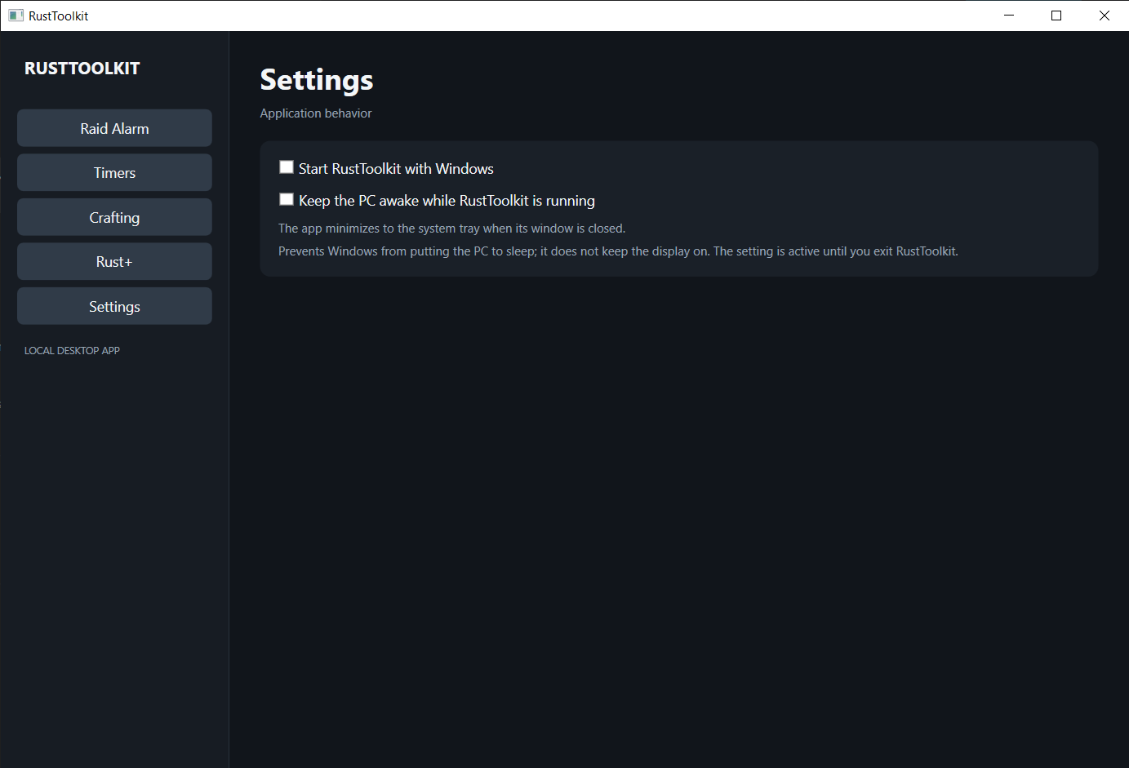 RustToolkit
RUSTTOOLKIT
Raid Alarm
Timers
Crafting
Rust+
Settings
LOCAL DESKTOP APP
Settings
Application behavior
Start RustToolkit with Windows
Keep the PC awake while RustToolkit is running
The app minimizes to the system tray when its window is closed.
Prevents Windows from putting the PC to sleep; it does not keep the display on. The setting is active until you exit RustToolkit.